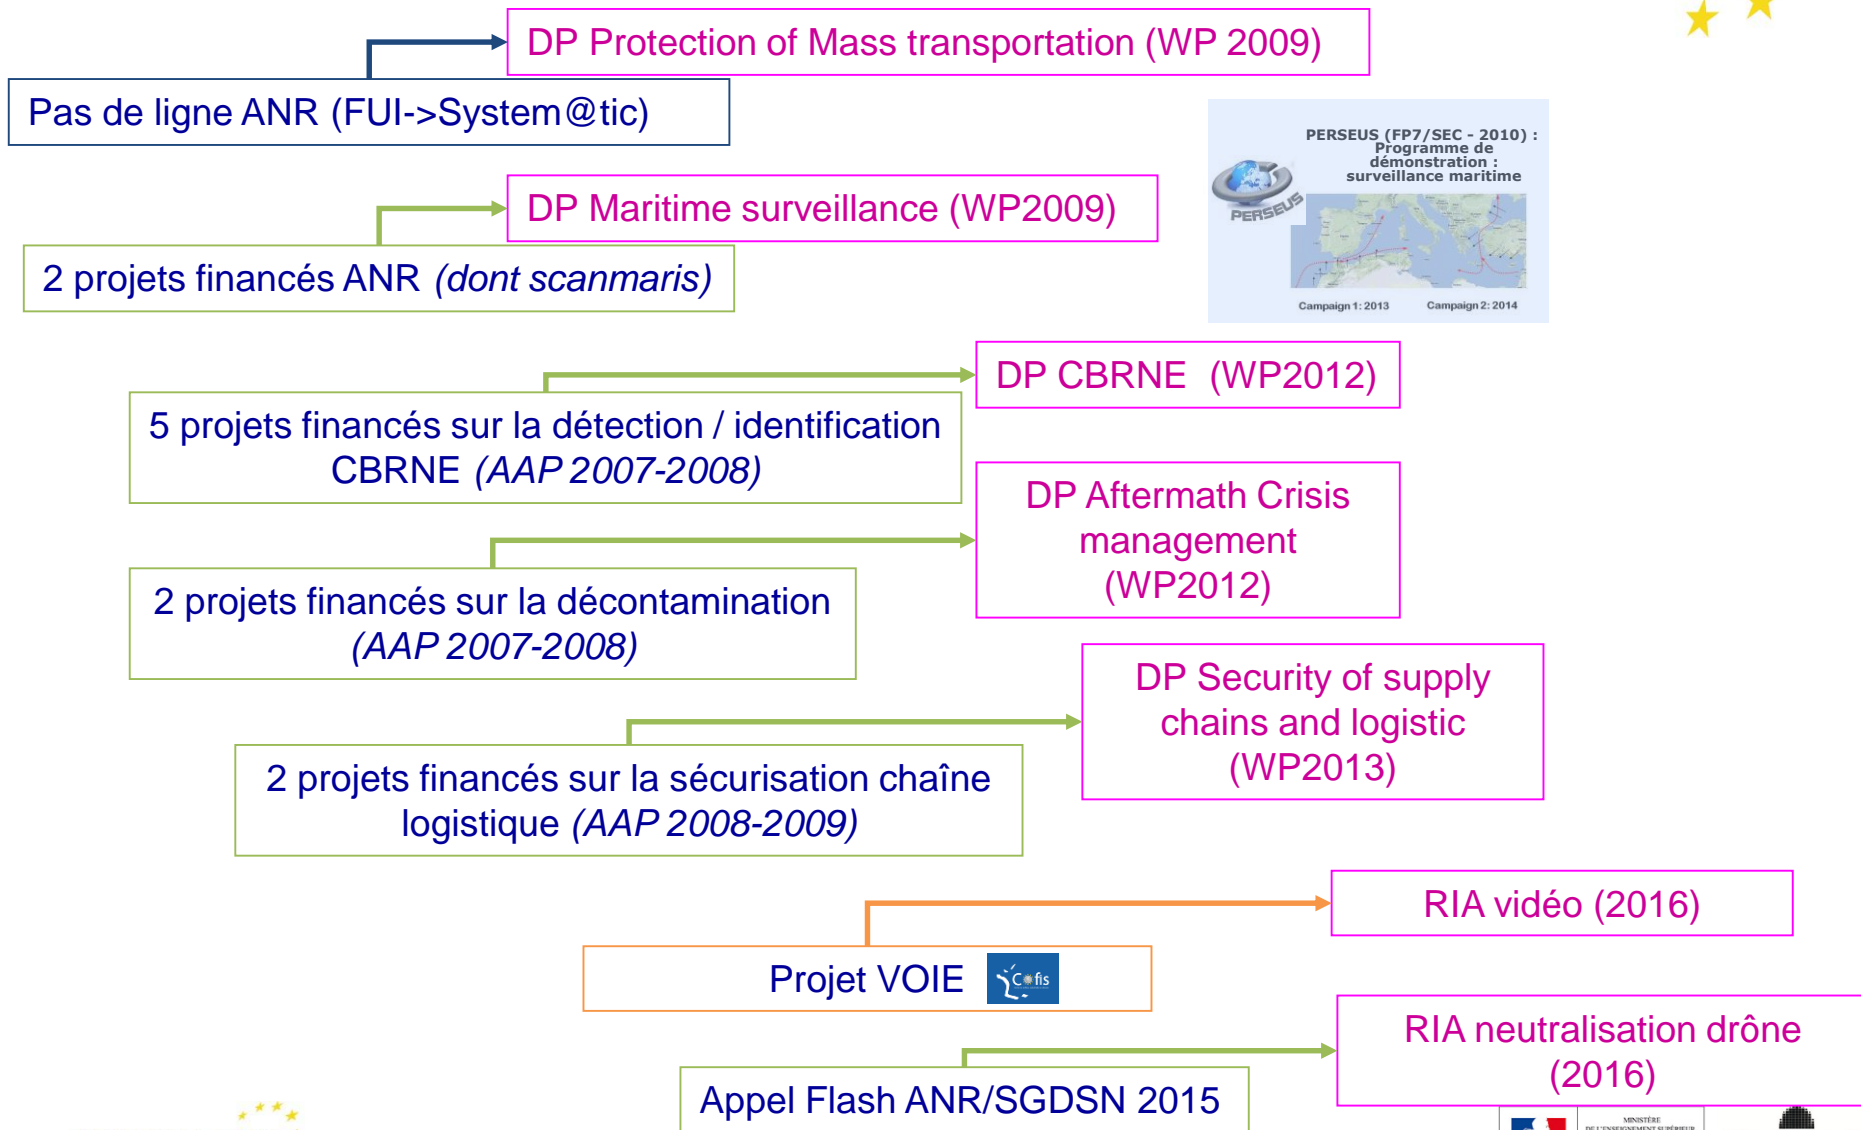 DP Protection of Mass transportation (WP 2009)
Pas de ligne ANR (FUI->System@tic)
PERSEUS (FP7/SEC - 2010) :
Programme de
démonstration :
surveillance maritime
PERSEUS
Campaign 1: 2013 Campaign 2: 2014
DP Maritime surveillance (WP2009)
2 projets financés ANR (dont scanmaris)
DP CBRNE (WP2012)
5 projets financés sur la détection / identification
CBRNE (AAP 2007-2008)
DP Aftermath Crisis
management
(WP2012)
2 projets financés sur la décontamination
(AAP 2007-2008)
DP Security of supply
chains and logistic
(WP2013)
2 projets financés sur la sécurisation chaîne
logistique (AAP 2008-2009)
RIA vidéo (2016)
Projet VOIE Cofis
RIA neutralisation drône
(2016)
Appel Flash ANR/SGDSN 2015
MINISTÈRE
DE L'ENSEIGNEMENT SUPÉRIEUR